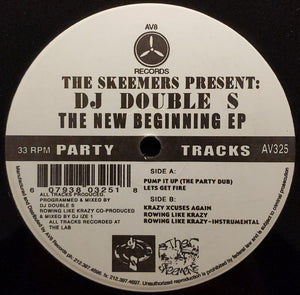 AV8
RECORDS
THE SKEEMERS PRESENT:
DJ DOUBLE S
THE NEW BEGINNING EP
33 RPM PARTY TRACKS AV325
6 07938 03251 8
ALL TRACKS PRODUCED,
PROGRAMMED & MIXED BY
DJ DOUBLE S
ROWING LIKE KRAZY CO-PRODUCED
& MIXED BY DJ IZE 1
ALL TRACKS RECORDED AT
THE LAB
SIDE A:
PUMP IT UP (THE PARTY DUB)
LETS GET FIRE
SIDE B:
KRAZY XCUSES AGAIN
ROWING LIKE KRAZY
ROWING LIKE KRAZY - INSTRUMENTAL